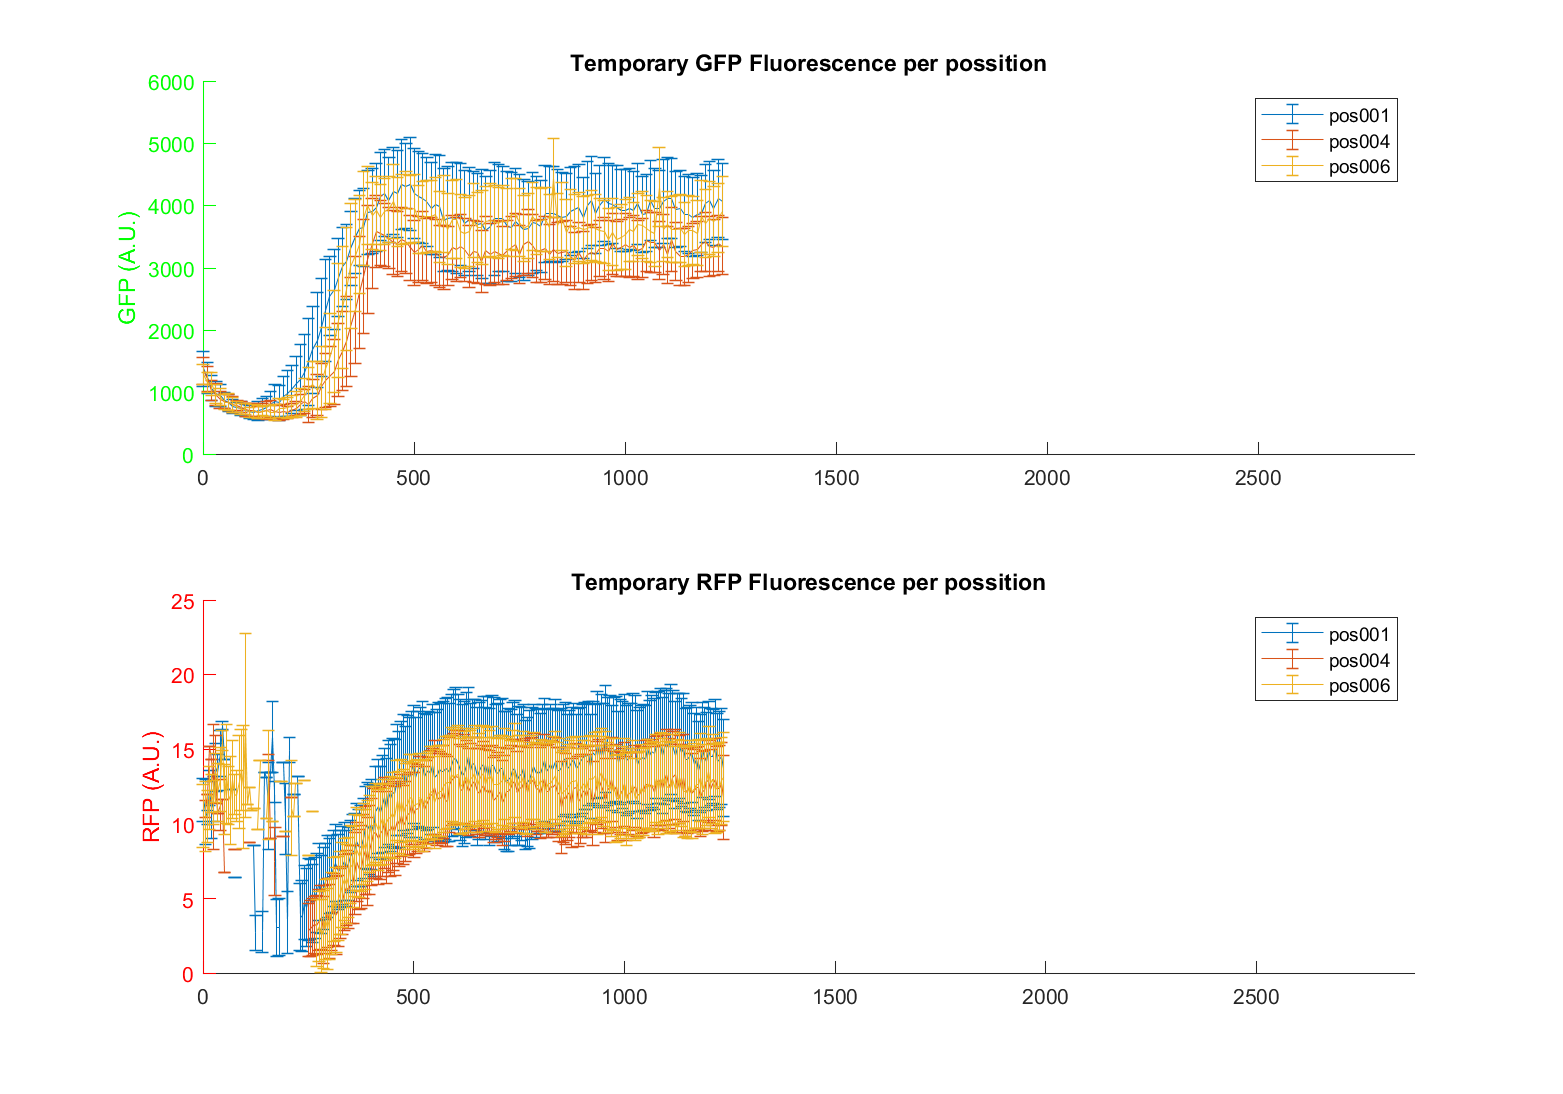 Temporary GFP Fluorescence per possition
GFP (A.U.)
6000
5000
4000
3000
2000
1000
0
0 500 1000 1500 2000 2500
pos001
pos004
pos006
Temporary RFP Fluorescence per possition
RFP (A.U.)
25
20
15
10
5
0
0 500 1000 1500 2000 2500
pos001
pos004
pos006